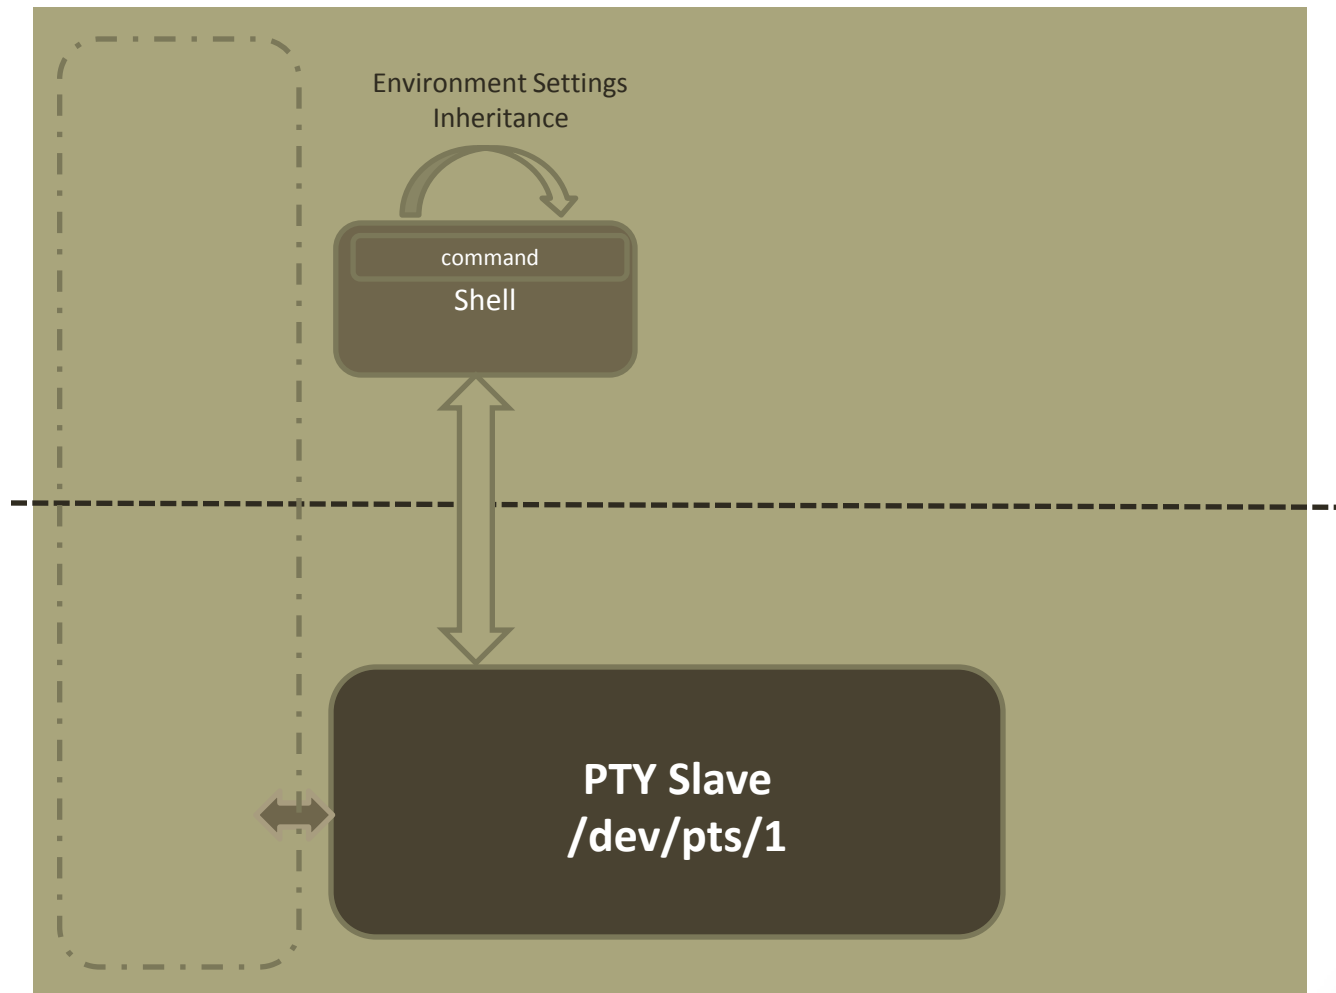 Environment Settings
Inheritance
command
Shell
PTY Slave
/dev/pts/1